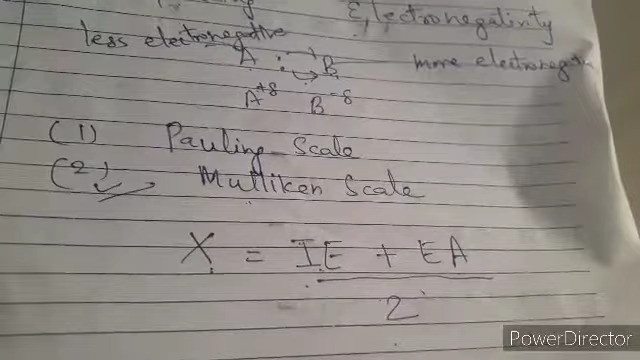 Electronegativity
less electronegative A : B more electronegativ
A+δ B-δ
(1) Pauling Scale
(2) Mulliken Scale
X = IE + EA
2
PowerDirector